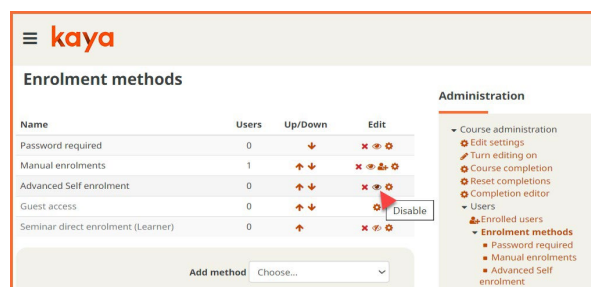 kaya
Enrolment methods
Name Users Up/Down Edit
Password required 0
Manual enrolments 1
Advanced Self enrolment 0
Guest access 0
Disable
Seminar direct enrolment (Learner) 0
Add method Choose...
Administration
Course administration
Edit settings
Turn editing on
Course completion
Reset completions
Completion editor
Users
Enrolled users
Enrolment methods
Password required
Manual enrolments
Advanced Self
enrolment